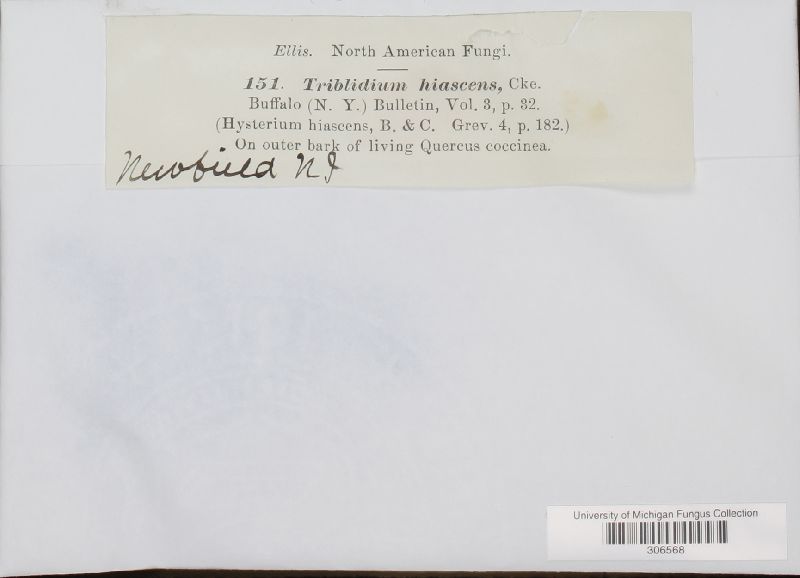 Ellis. North American Fungi.
151. Triblidium hiascens, Cke.
Buffalo (N. Y.) Bulletin, Vol. 3, p. 32.
(Hysterium hiascens, B. & C. Grev. 4, p. 182.)
On outer bark of living Quercus coccinea.
Newfield NJ
University of Michigan Fungus Collection
306568